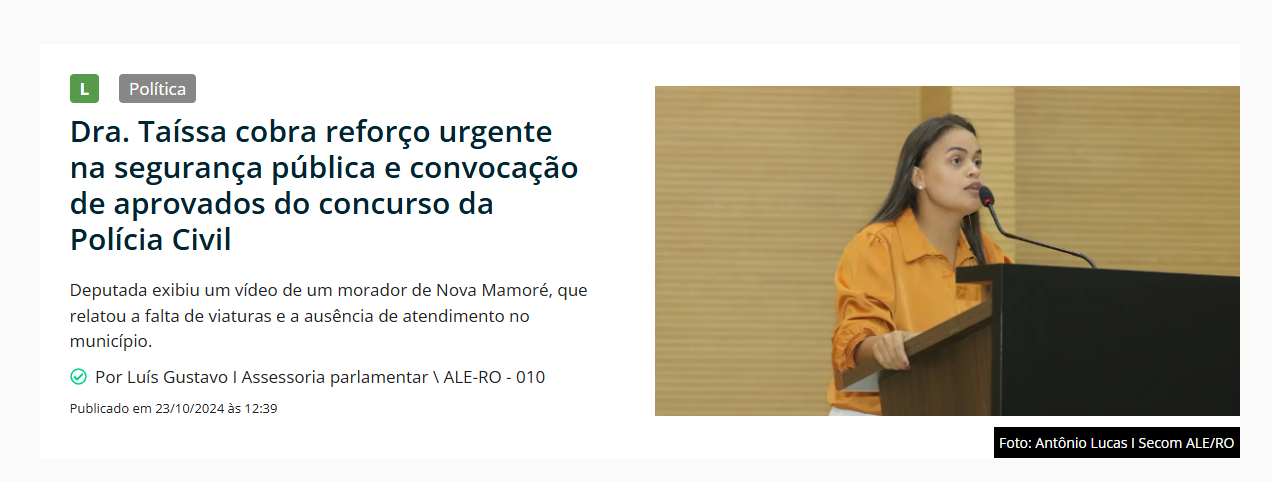 L
Política
Dra. Taíssa cobra reforço urgente
na segurança pública e convocação
de aprovados do concurso da
Polícia Civil
Deputada exibiu um vídeo de um morador de Nova Mamoré, que
relatou a falta de viaturas e a ausência de atendimento no
município.
Por Luís Gustavo I Assessoria parlamentar \ ALE-RO - 010
Publicado em 23/10/2024 às 12:39
Foto: Antônio Lucas I Secom ALE/RO